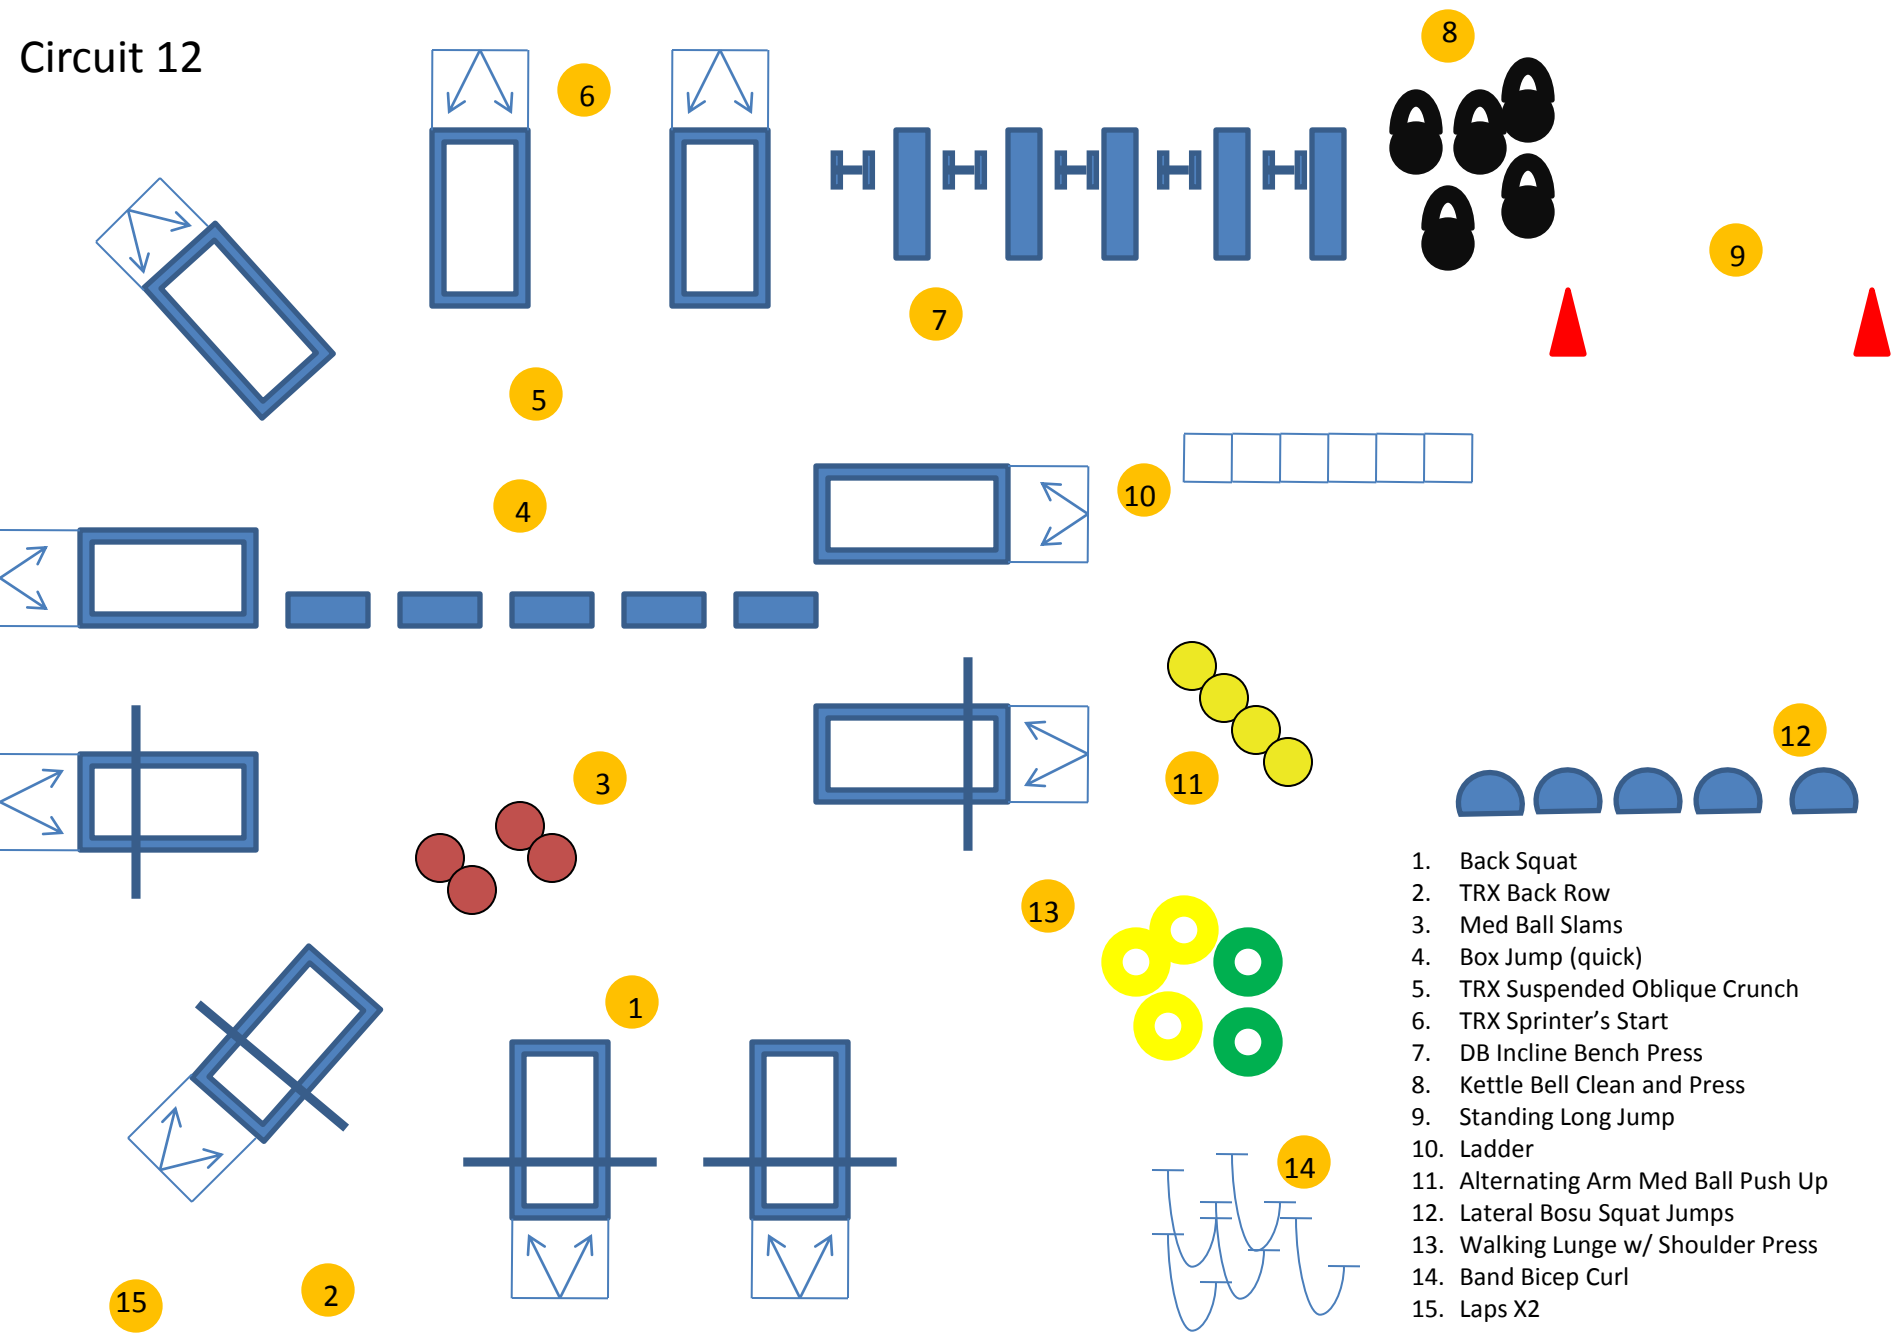 Circuit 12
8
6
9
7
5
10
4
12
3
11
13
1
14
2
15
1. Back Squat
2. TRX Back Row
3. Med Ball Slams
4. Box Jump (quick)
5. TRX Suspended Oblique Crunch
6. TRX Sprinter’s Start
7. DB Incline Bench Press
8. Kettle Bell Clean and Press
9. Standing Long Jump
10. Ladder
11. Alternating Arm Med Ball Push Up
12. Lateral Bosu Squat Jumps
13. Walking Lunge w/ Shoulder Press
14. Band Bicep Curl
15. Laps X2